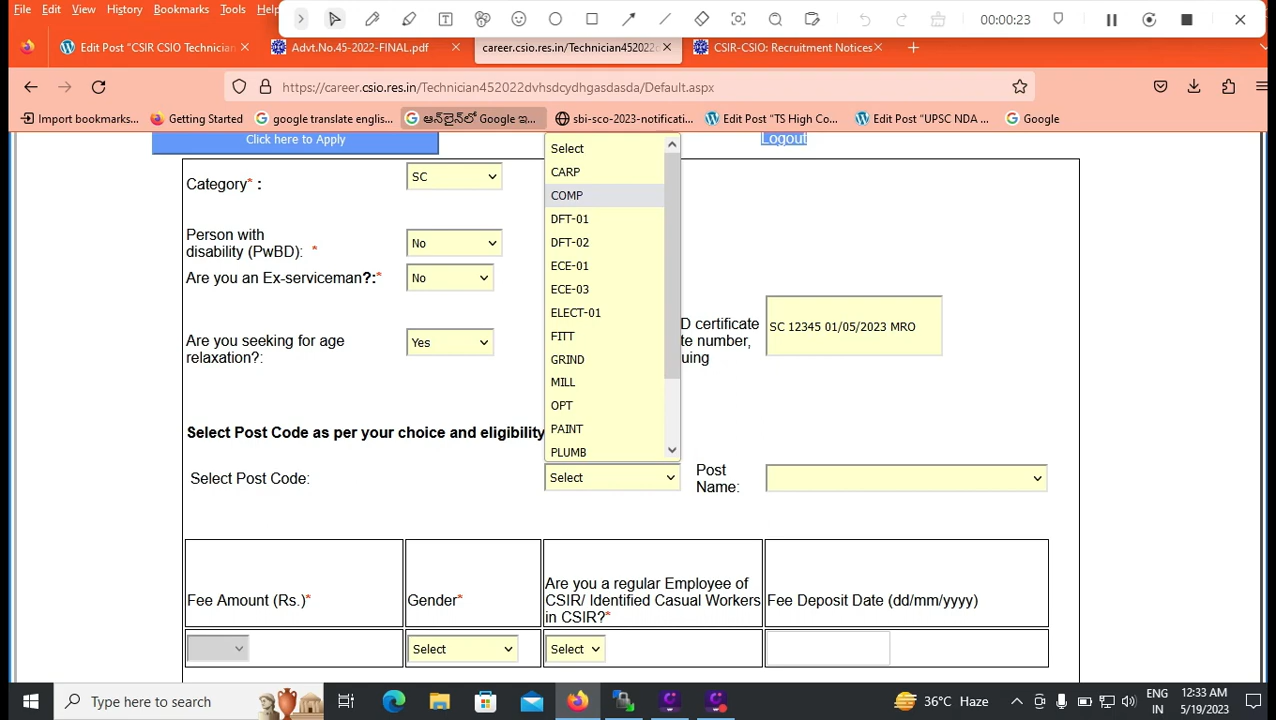 File Edit View History Bookmarks Tools Help
00:00:23
Edit Post "CSIR CSIO Technician
Advt.No.45-2022-FINAL.pdf
career.csio.res.in/Technician452022
CSIR-CSIO: Recruitment Notices
https://career.csio.res.in/Technician452022dvhsdcydhgasdasda/Default.aspx
Import bookmarks...
Getting Started
google translate englis...
ఆన్‌లైన్‌లో Google ఇ...
sbi-sco-2023-notificati...
Edit Post "TS High Co...
Edit Post "UPSC NDA ...
Google
Click here to Apply
Logout
Category* :
SC
Select
CARP
COMP
DFT-01
DFT-02
ECE-01
ECE-03
ELECT-01
FITT
GRIND
MILL
OPT
PAINT
PLUMB
Person with
disability (PwBD): *
No
Are you an Ex-serviceman?:*
No
Are you seeking for age
relaxation?:
Yes
D certificate
te number,
uing
SC 12345 01/05/2023 MRO
Select Post Code as per your choice and eligibility
Select Post Code:
Select
Post
Name:
Fee Amount (Rs.)*
Gender*
Are you a regular Employee of
CSIR/ Identified Casual Workers
in CSIR?*
Fee Deposit Date (dd/mm/yyyy)
Select
Select
Type here to search
36°C Haze
ENG
IN
12:33 AM
5/19/2023